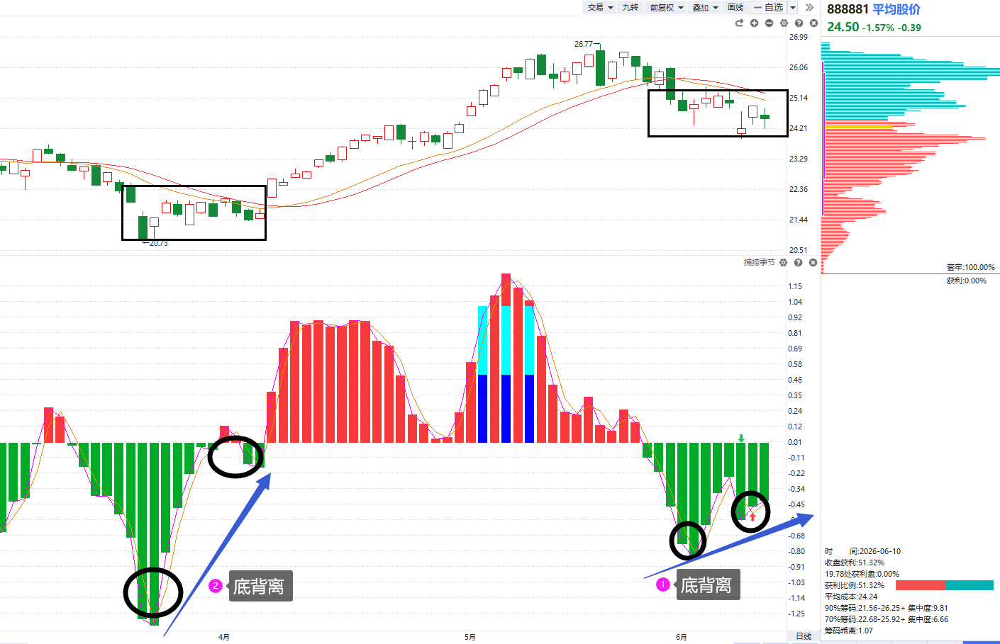 交易 九转 前复权 叠加 画线 一 自选
888881 平均股价
24.50 -1.57% -0.39
26.99
26.77
26.06
25.14
24.21
23.29
22.36
21.44
20.73
20.51
套牢:100.00%
获利:0.00%
捕捞季节
1.15
1.04
0.92
0.81
0.69
0.58
0.46
0.35
0.24
0.12
0.01
-0.11
-0.22
-0.34
-0.45
-0.68
-0.80
-0.91
-1.03
-1.14
-1.25
2 底背离
1 底背离
时 间:2026-06-10
收盘获利:51.32%
19.78处获利盘:0.00%
获利比例:51.32%
平均成本:24.24
90%筹码:21.56-26.25+ 集中度:9.81
70%筹码:22.68-25.92+ 集中度:6.66
筹码乖离:1.07
4月 5月 6月 日线